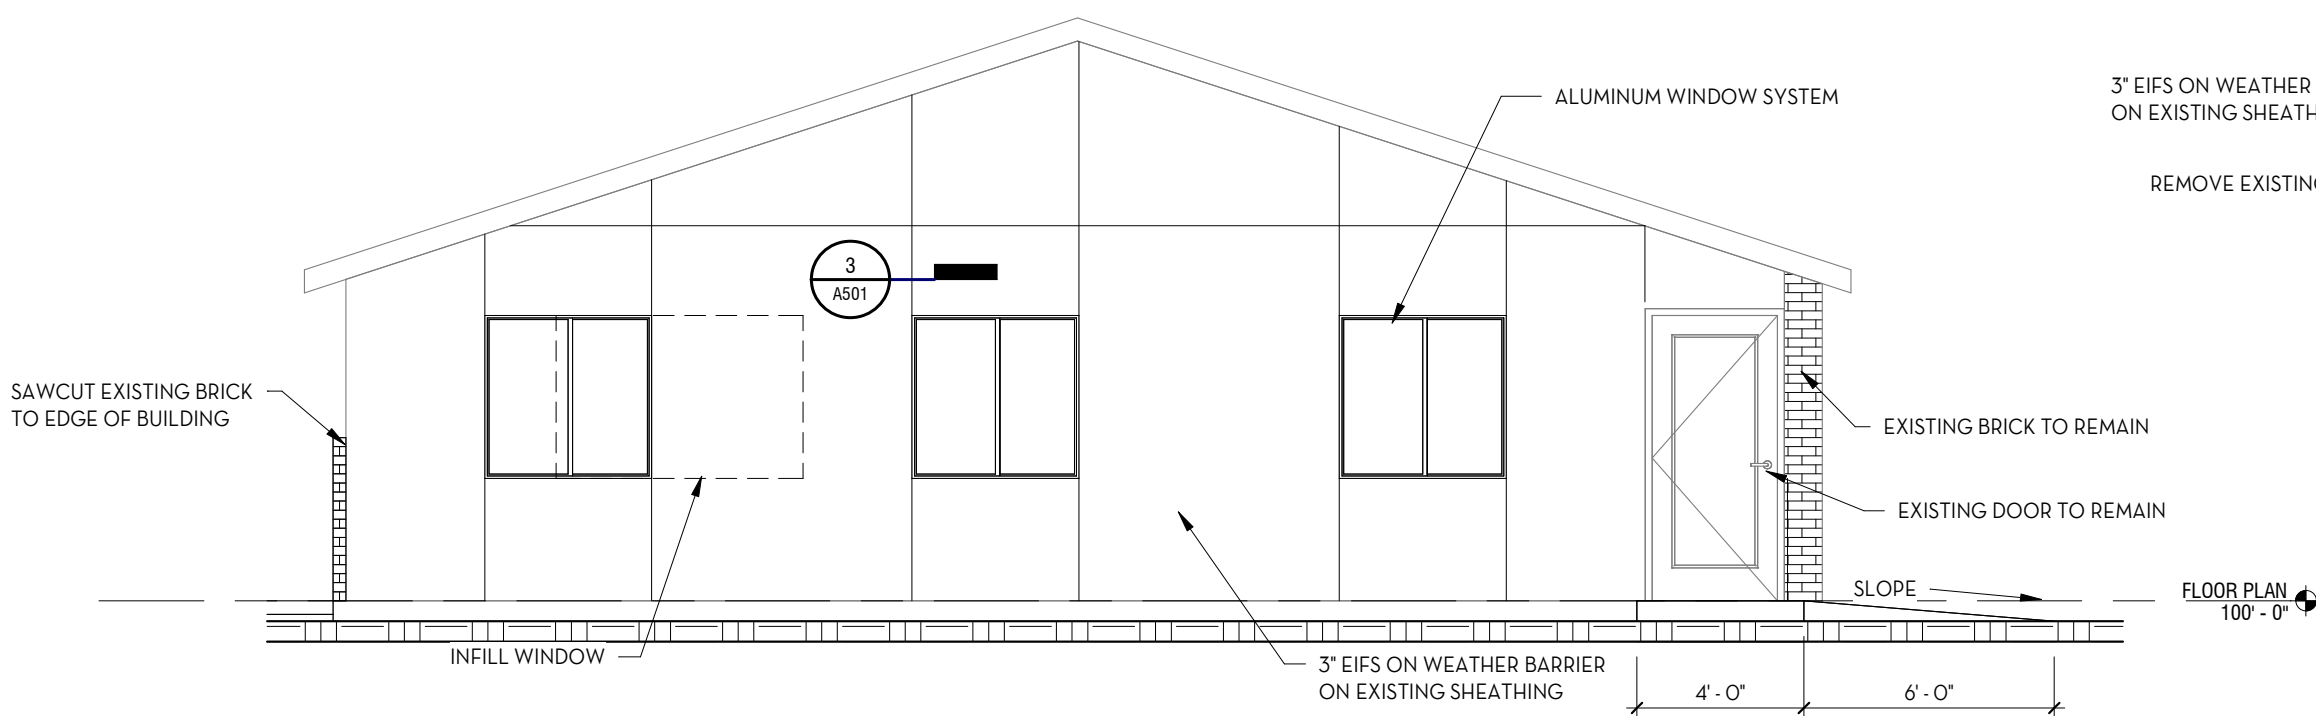 ALUMINUM WINDOW SYSTEM
3" EIFS ON WEATHER
ON EXISTING SHEATH
REMOVE EXISTING
3
A501
SAWCUT EXISTING BRICK
TO EDGE OF BUILDING
EXISTING BRICK TO REMAIN
EXISTING DOOR TO REMAIN
SLOPE
FLOOR PLAN
100' - 0"
INFILL WINDOW
3" EIFS ON WEATHER BARRIER
ON EXISTING SHEATHING
4' - 0"
6' - 0"